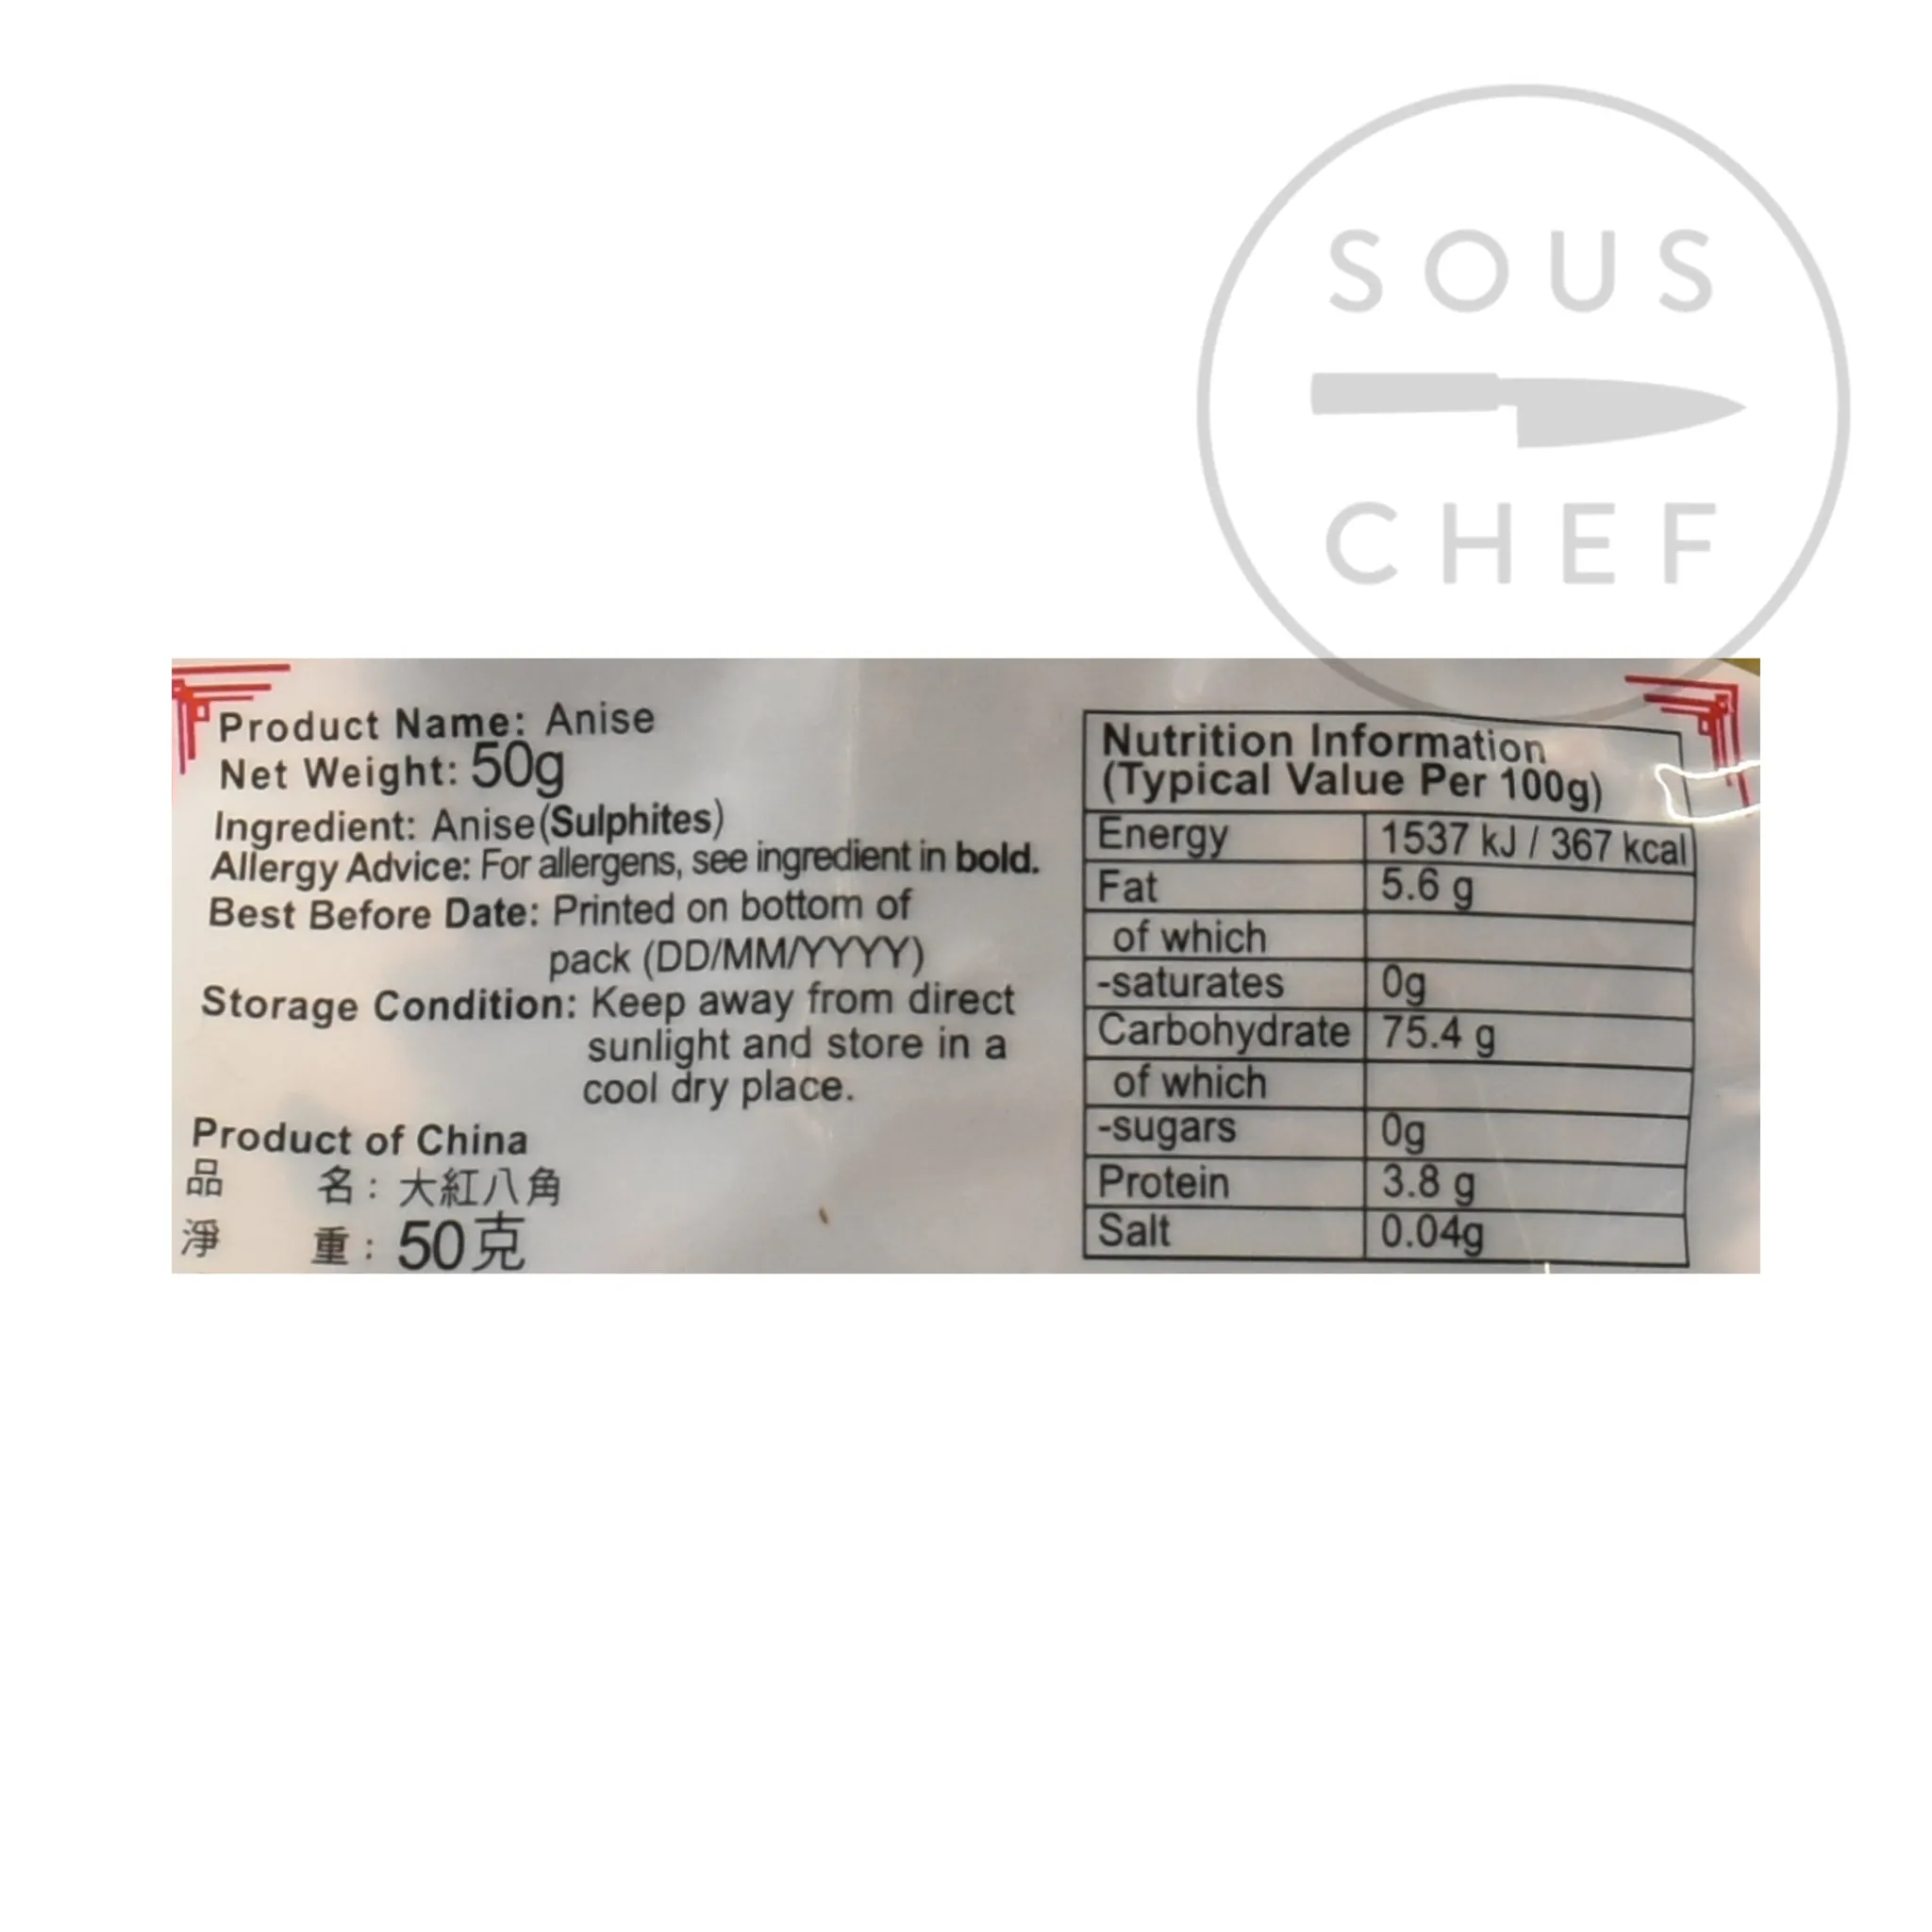 SOUS
CHEF
Product Name: Anise
Net Weight: 50g
Ingredient: Anise(Sulphites)
Allergy Advice: For allergens, see ingredient in bold.
Best Before Date: Printed on bottom of
pack (DD/MM/YYYY)
Storage Condition: Keep away from direct
sunlight and store in a
cool dry place.
Product of China
品 名: 大紅八角
淨 重: 50克
Nutrition Information
(Typical Value Per 100g)
Energy 1537 kJ / 367 kcal
Fat 5.6 g
of which
-saturates 0g
Carbohydrate 75.4 g
of which
-sugars 0g
Protein 3.8 g
Salt 0.04g